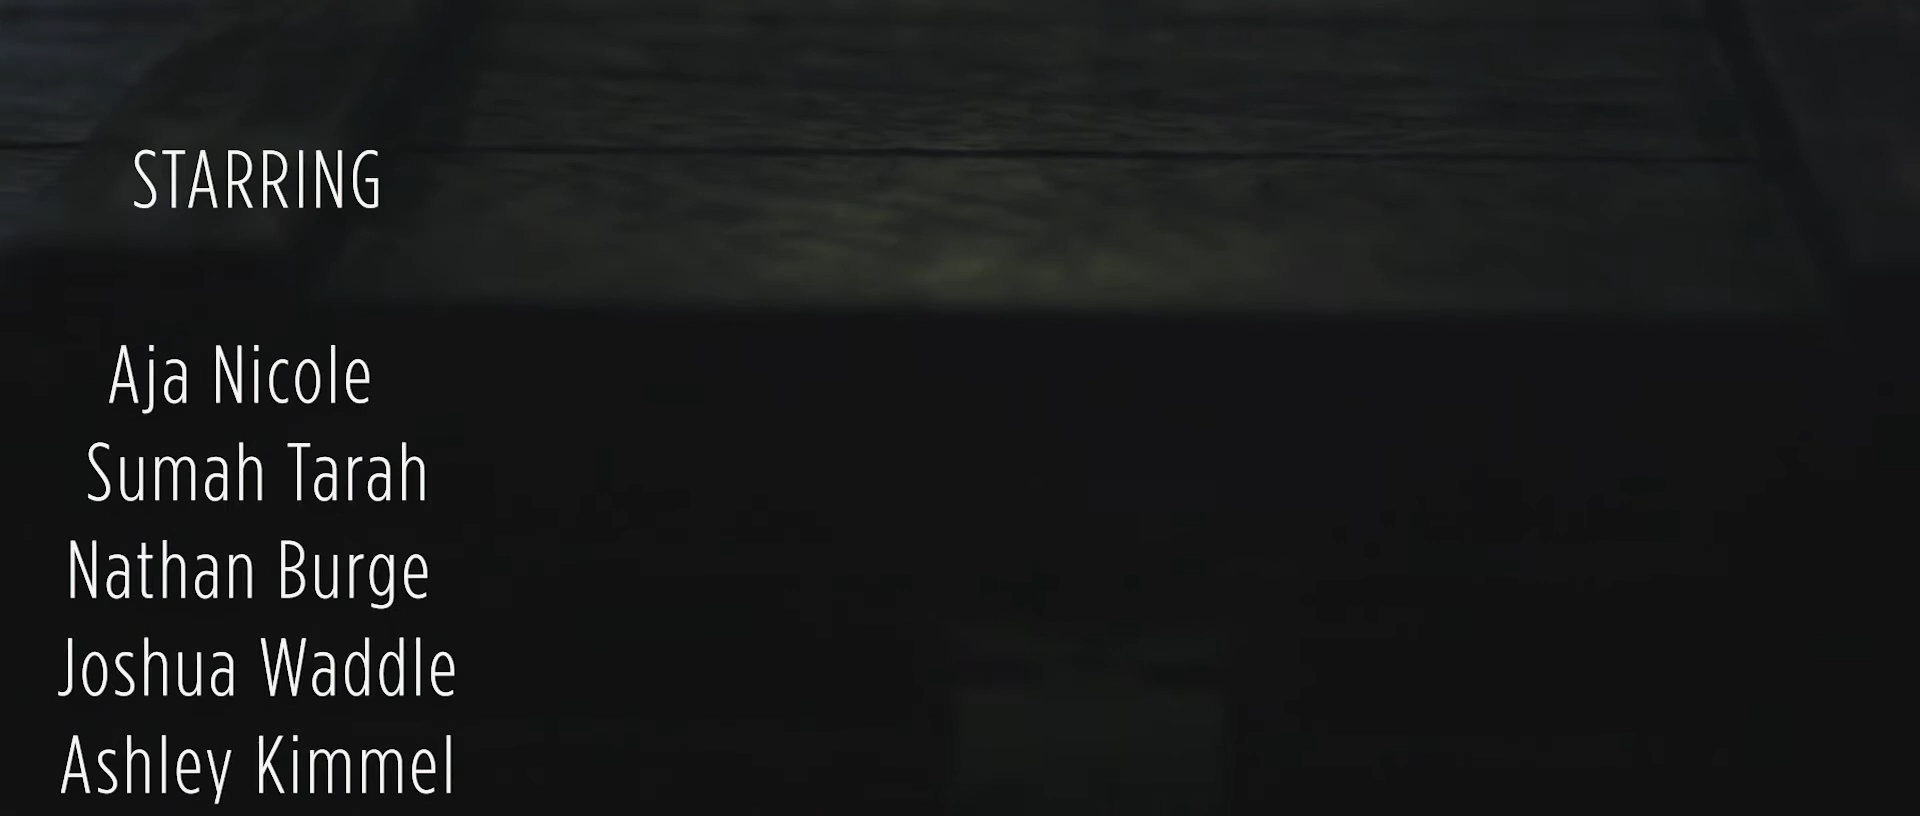 STARRING
Aja Nicole
Sumah Tarah
Nathan Burge
Joshua Waddle
Ashley Kimmel